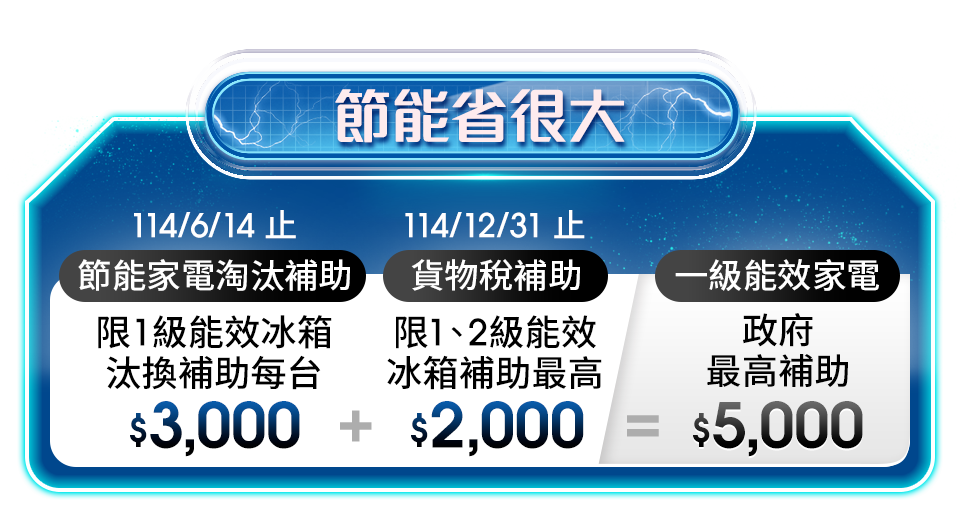 節能省很大
114/6/14 止
節能家電淘汰補助
限1級能效冰箱
汰換補助每台
$3,000
+
114/12/31 止
貨物稅補助
限1、2級能效
冰箱補助最高
$2,000
=
一級能效家電
政府
最高補助
$5,000